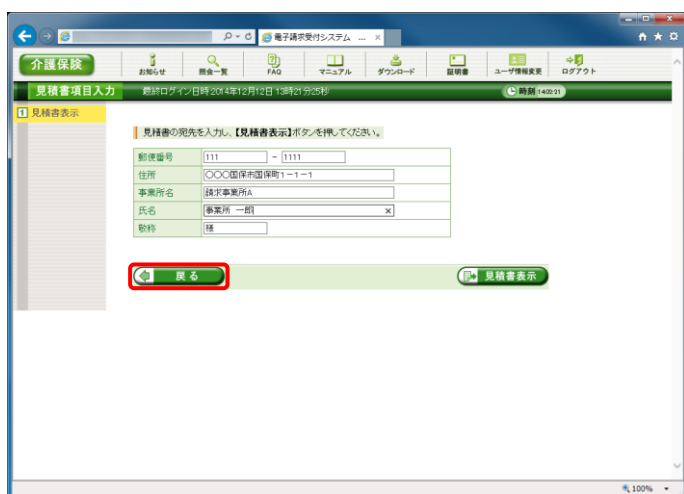 電子請求受付システム ... ×
介護保険
お知らせ
照会一覧
FAQ
マニュアル
ダウンロード
証明書
ユーザ情報変更
ログアウト
見積書項目入力
最終ログイン日時:2014年12月12日 13時21分25秒
時刻 14:02:21
1 見積書表示
見積書の宛先を入力し、【見積書表示】ボタンを押してください。
郵便番号 111 － 1111
住所 〇〇〇国保市国保町1－1－1
事業所名 請求事業所A
氏名 事業所 一郎 ×
敬称 様
戻る
見積書表示
100%